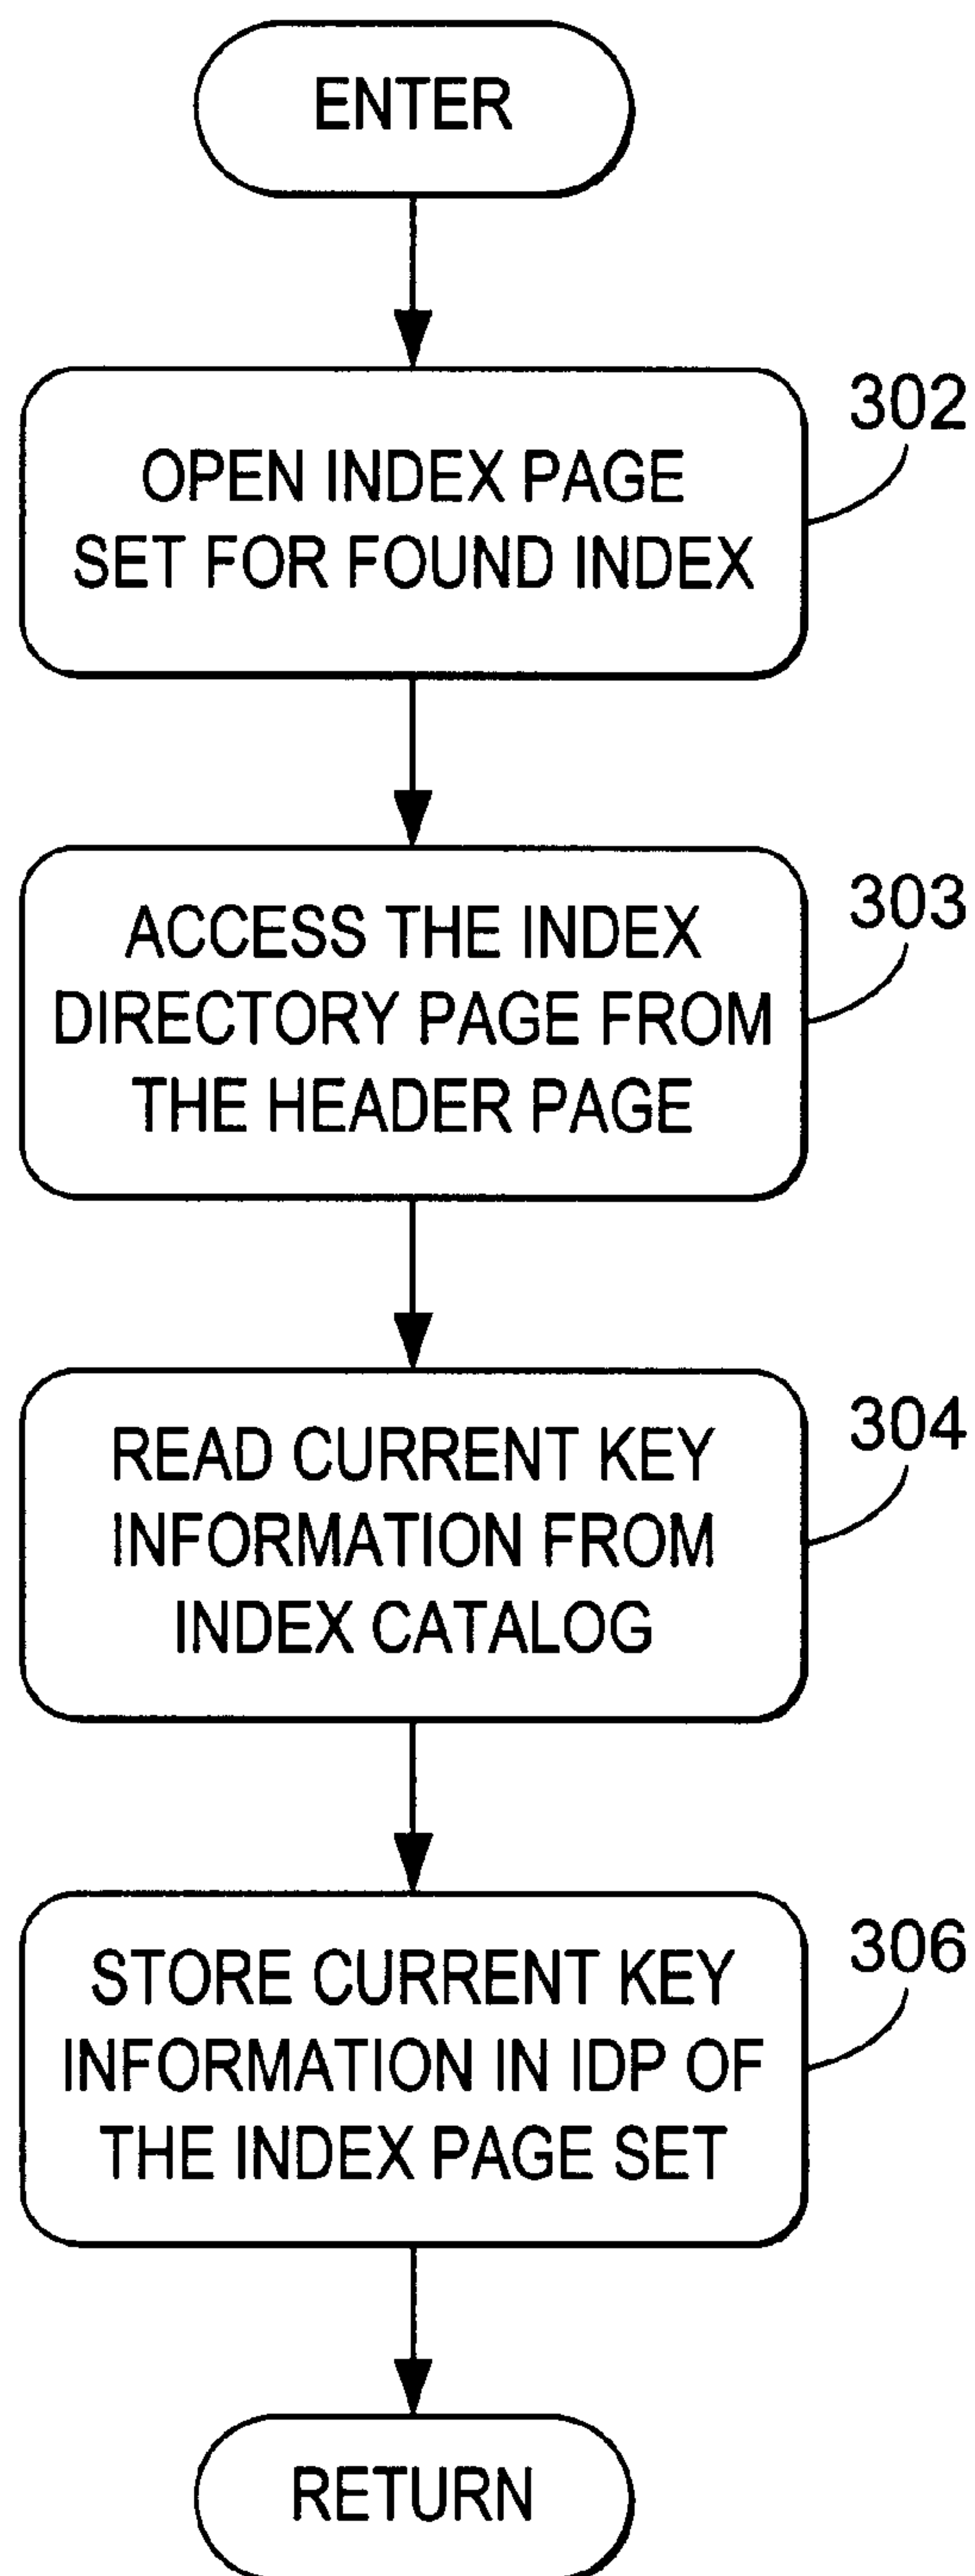 ENTER
302
OPEN INDEX PAGE
SET FOR FOUND INDEX
303
ACCESS THE INDEX
DIRECTORY PAGE FROM
THE HEADER PAGE
304
READ CURRENT KEY
INFORMATION FROM
INDEX CATALOG
306
STORE CURRENT KEY
INFORMATION IN IDP OF
THE INDEX PAGE SET
RETURN